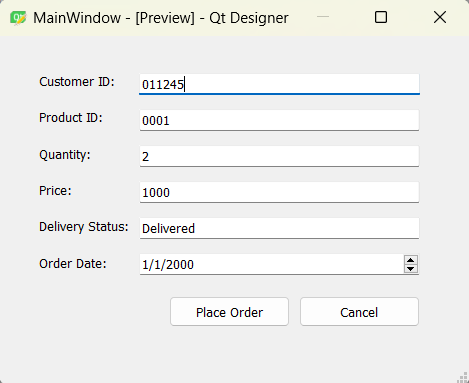 MainWindow - [Preview] - Qt Designer
Customer ID: 011245
Product ID: 0001
Quantity: 2
Price: 1000
Delivery Status: Delivered
Order Date: 1/1/2000
Place Order Cancel